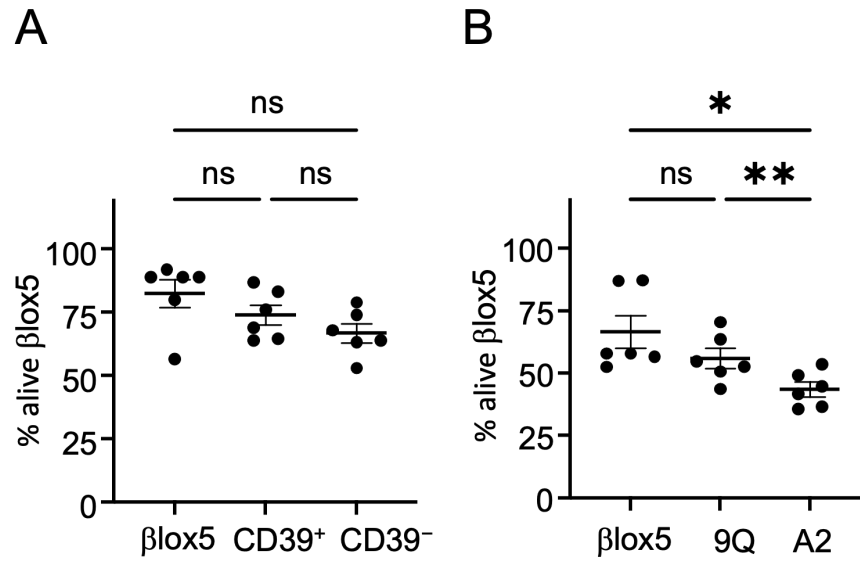 A
ns
ns
ns
% alive βlox5
100
75
50
25
0
βlox5
CD39⁺
CD39⁻
B
*
ns
**
% alive βlox5
100
75
50
25
0
βlox5
9Q
A2